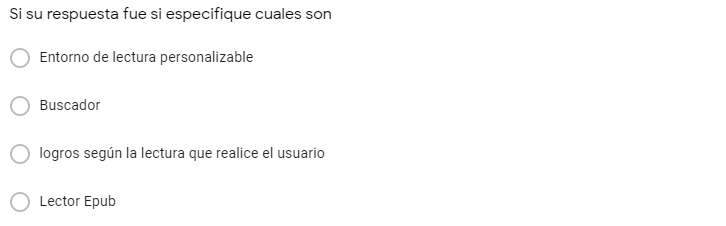 Si su respuesta fue si especifique cuales son
Entorno de lectura personalizable
Buscador
logros según la lectura que realice el usuario
Lector Epub